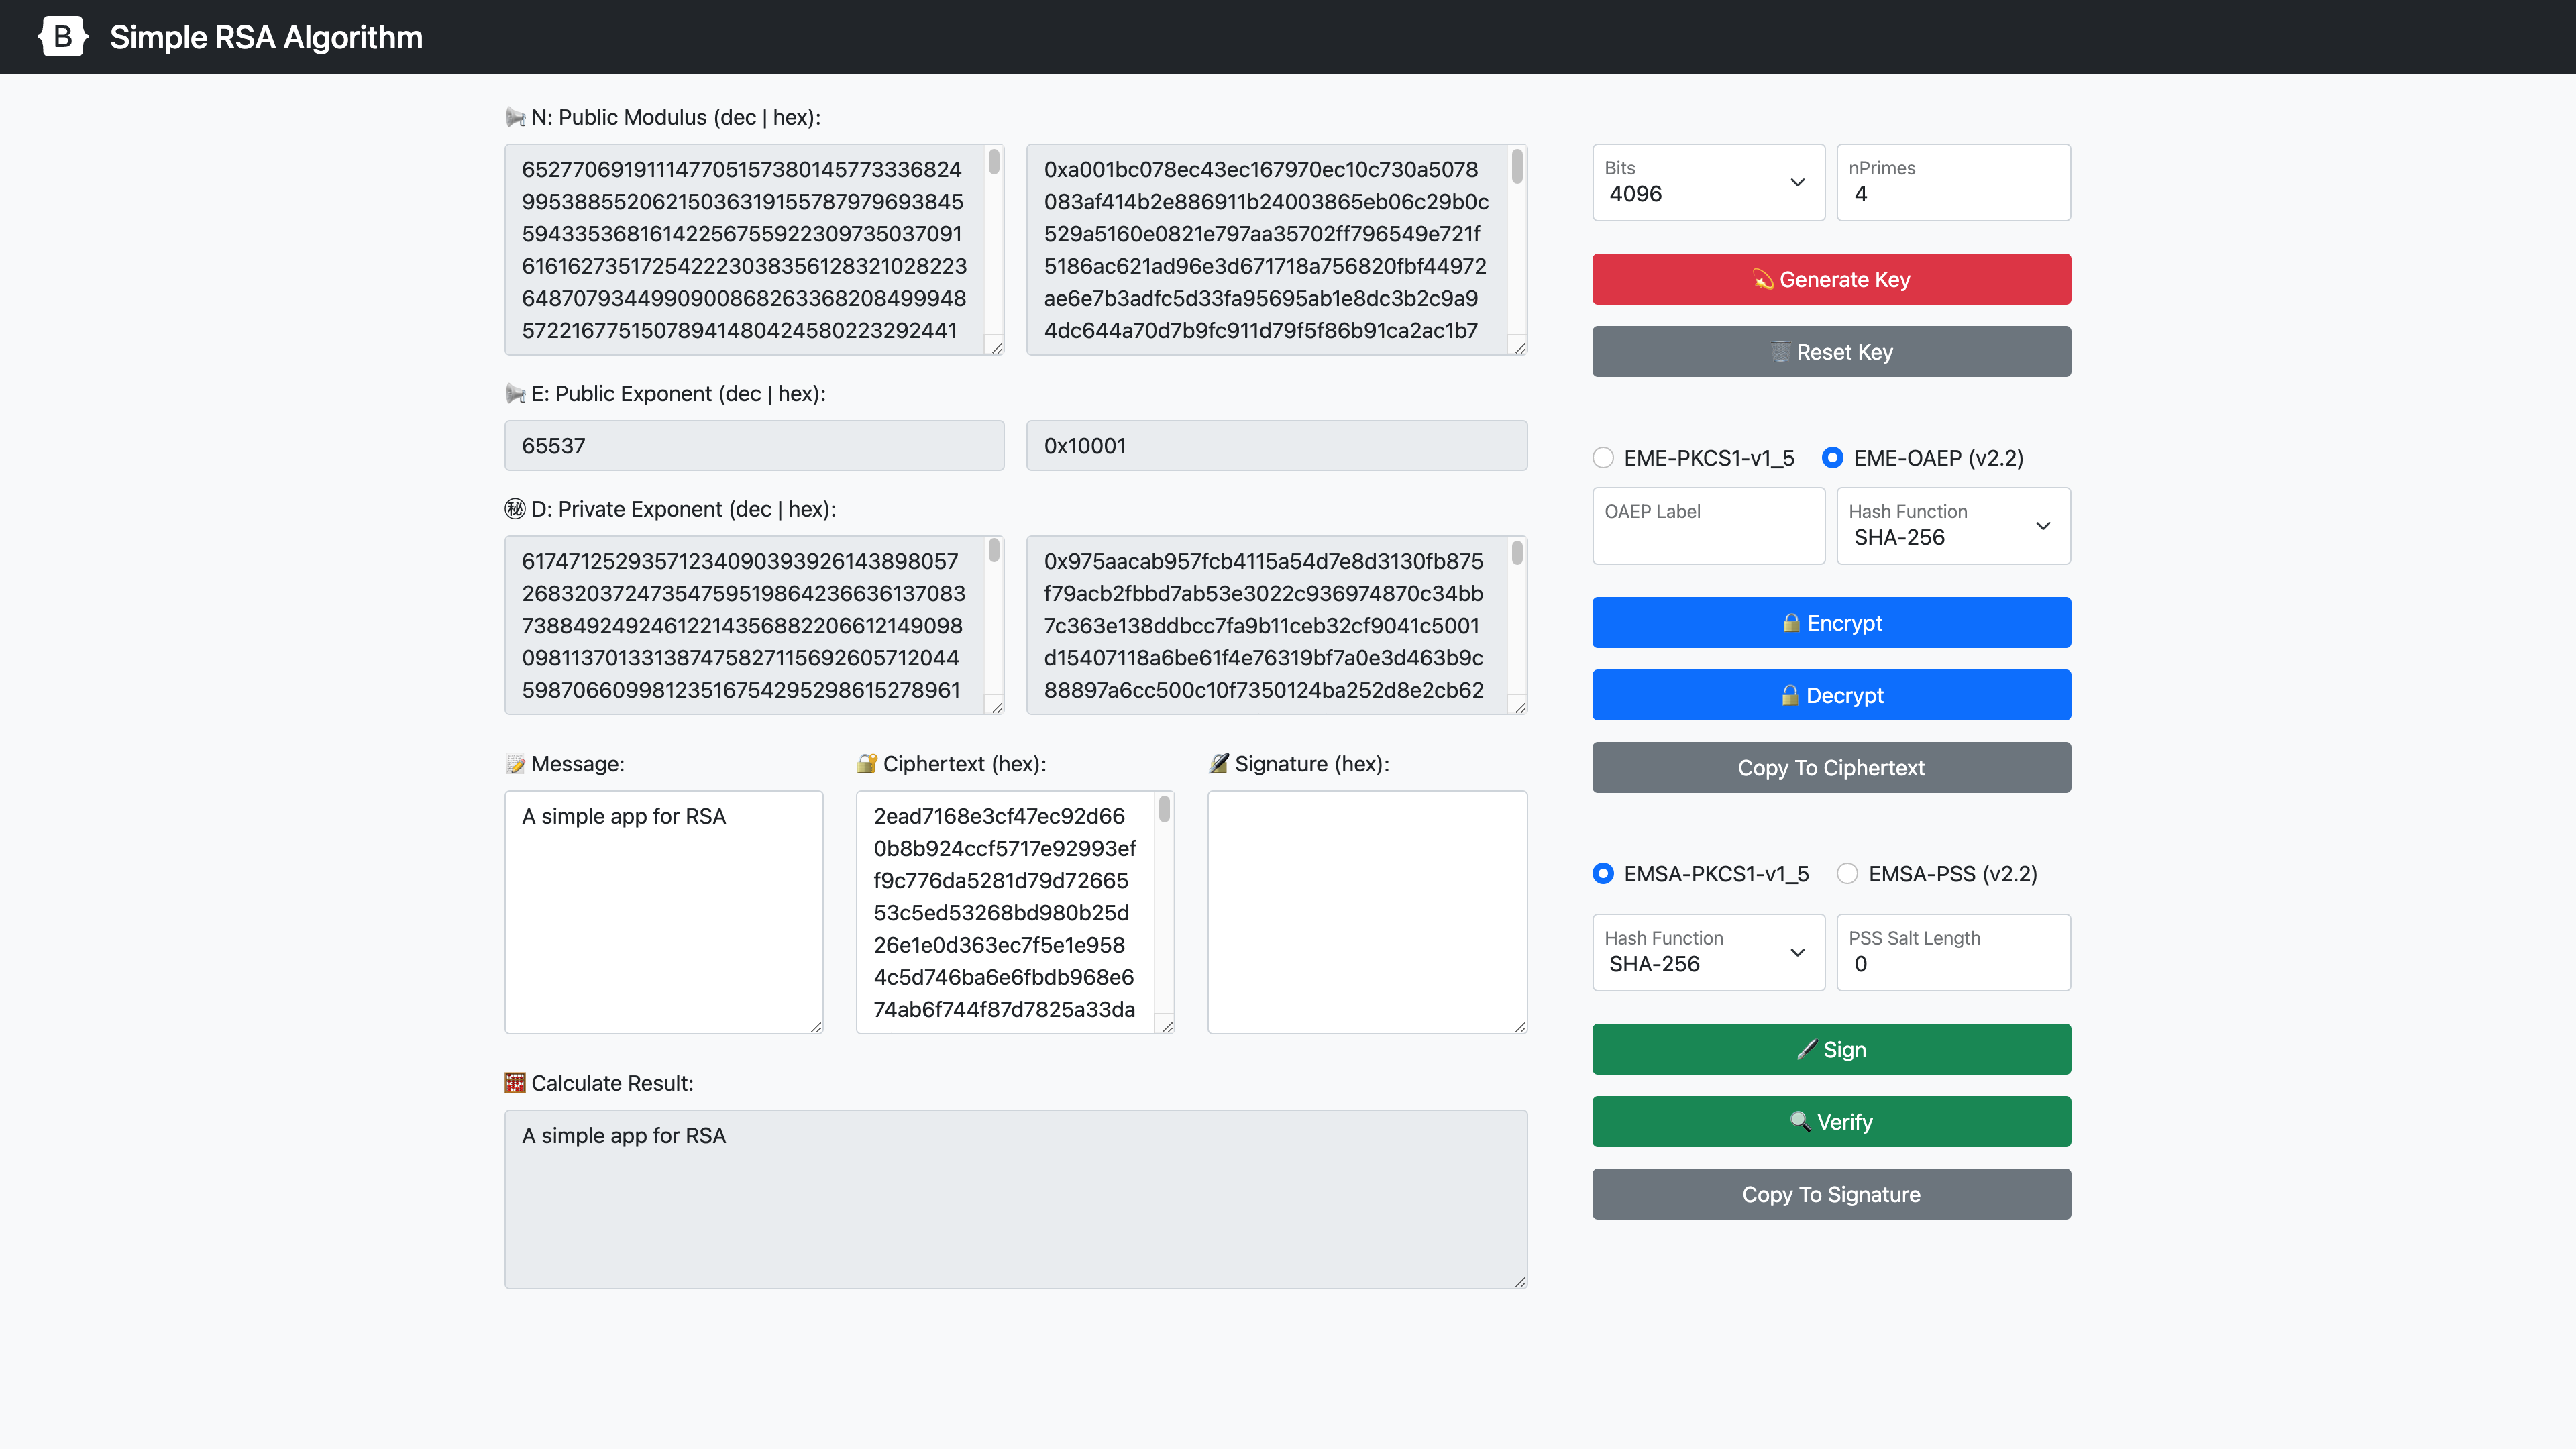 B Simple RSA Algorithm
N: Public Modulus (dec | hex):
652770691911147705157380145773336824
995388552062150363191557879796938​45
594335368161422567559223097350370​91
616162735172542223038356128321028223
648707934499090086826336820849994​8
572216775150789414804245802232924​41
0xa001bc078ec43ec167970ec10c730a5078
083af414b2e886911b24003865eb06c29b0c
529a5160e0821e797aa35702ff796549e721f
5186ac621ad96e3d671718a756820fbf44972
ae6e7b3adfc5d33fa95695ab1e8dc3b2c9a9
4dc644a70d7b9fc911d79f5f86b91ca2ac1b7
E: Public Exponent (dec | hex):
65537
0x10001
秘 D: Private Exponent (dec | hex):
617471252935712340903939261438980​57
268320372473547595198642366361370​83
738849249246122143568822066121490​98
098113701331387475827115692605712044
598706609981235167542952986152789​61
0x975aacab957fcb4115a54d7e8d3130fb875
f79acb2fbbd7ab53e3022c936974870c34bb
7c363e138ddbcc7fa9b11ceb32cf9041c5001
d15407118a6be61f4e76319bf7a0e3d463b9c
88897a6cc500c10f7350124ba252d8e2cb62
Message:
A simple app for RSA
Ciphertext (hex):
2ead7168e3cf47ec92d66
0b8b924ccf5717e92993ef
f9c776da5281d79d72665
53c5ed53268bd980b25d
26e1e0d363ec7f5e1e958
4c5d746ba6e6fbdb968e6
74ab6f744f87d7825a33da
Signature (hex):
Calculate Result:
A simple app for RSA
Bits
4096
nPrimes
4
Generate Key
Reset Key
EME-PKCS1-v1_5 EME-OAEP (v2.2)
OAEP Label
Hash Function
SHA-256
Encrypt
Decrypt
Copy To Ciphertext
EMSA-PKCS1-v1_5 EMSA-PSS (v2.2)
Hash Function
SHA-256
PSS Salt Length
0
Sign
Verify
Copy To Signature